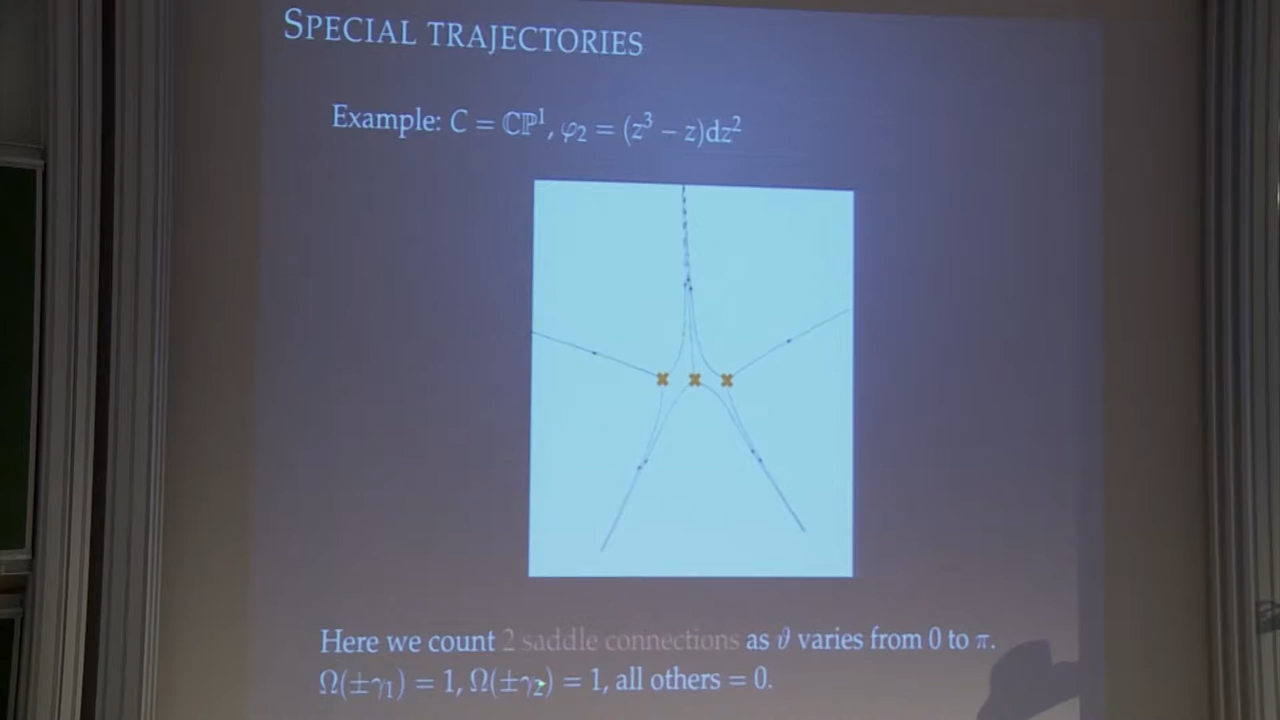 SPECIAL TRAJECTORIES
Example: C = ℂℙ¹, φ₂ = (z³ − z)dz²
Here we count 2 saddle connections as ϑ varies from 0 to π.
Ω(±γ₁) = 1, Ω(±γ₂) = 1, all others = 0.